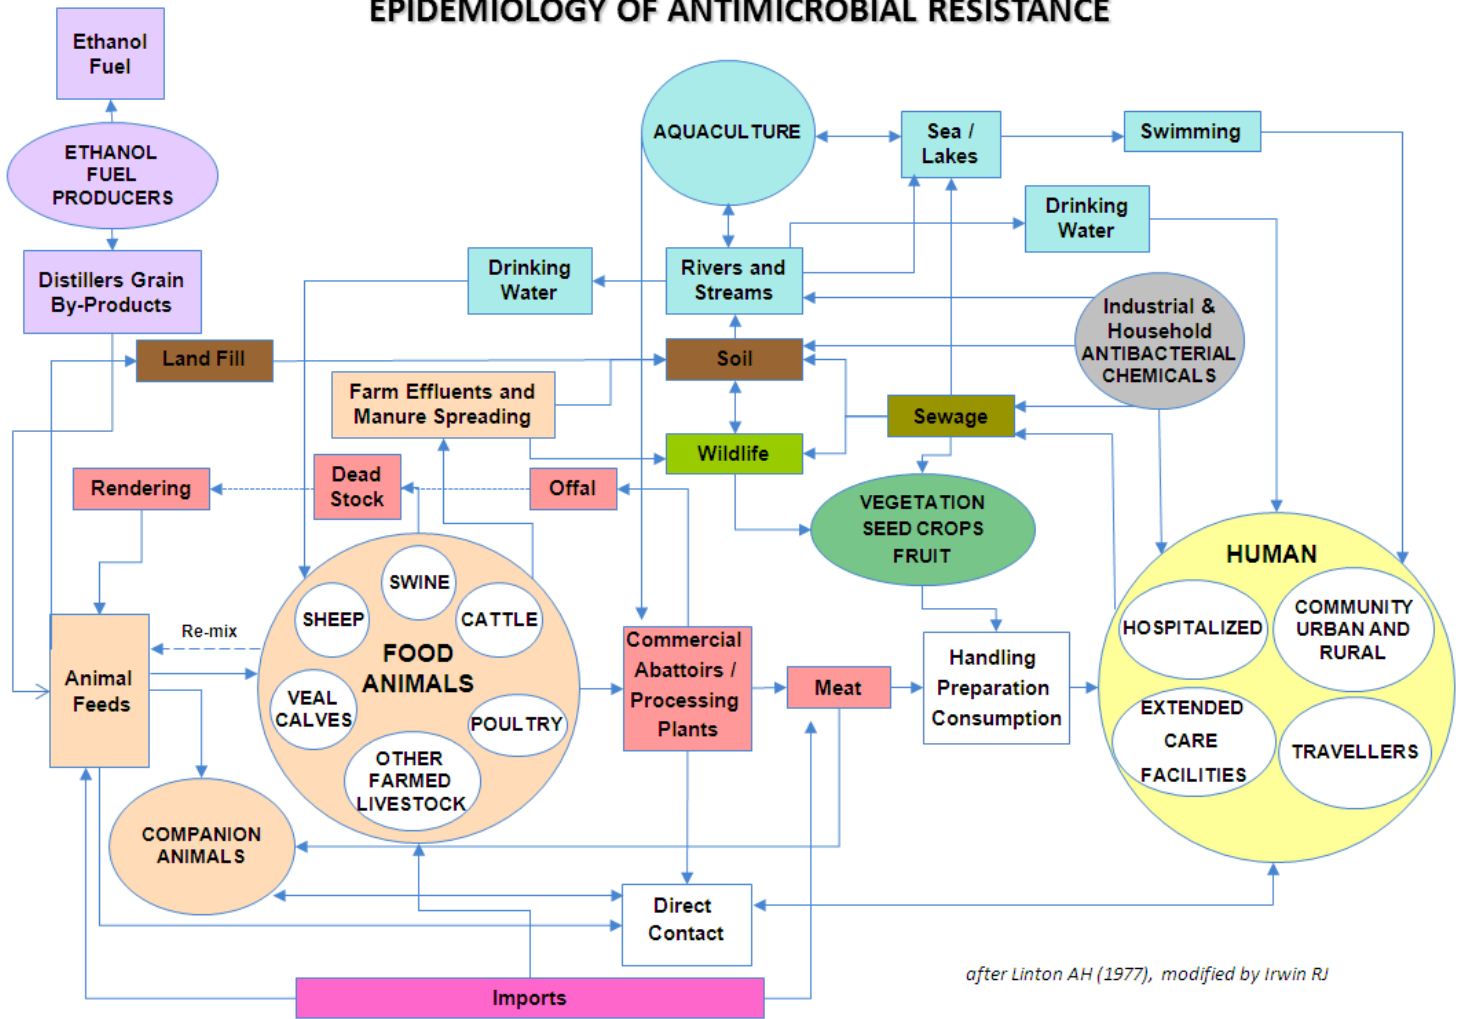 EPIDEMIOLOGY OF ANTIMICROBIAL RESISTANCE
Ethanol
Fuel
ETHANOL
FUEL
PRODUCERS
Distillers Grain
By-Products
AQUACULTURE
Sea /
Lakes
Swimming
Drinking
Water
Drinking
Water
Rivers and
Streams
Industrial &
Household
ANTIBACTERIAL
CHEMICALS
Land Fill
Soil
Farm Effluents and
Manure Spreading
Sewage
Wildlife
Rendering
Dead
Stock
Offal
VEGETATION
SEED CROPS
FRUIT
Re-mix
Animal
Feeds
FOOD
ANIMALS
SWINE
SHEEP
CATTLE
VEAL
CALVES
POULTRY
OTHER
FARMED
LIVESTOCK
Commercial
Abattoirs /
Processing
Plants
Meat
Handling
Preparation
Consumption
HUMAN
HOSPITALIZED
COMMUNITY
URBAN AND
RURAL
EXTENDED
CARE
FACILITIES
TRAVELLERS
COMPANION
ANIMALS
Direct
Contact
Imports
after Linton AH (1977), modified by Irwin RJ